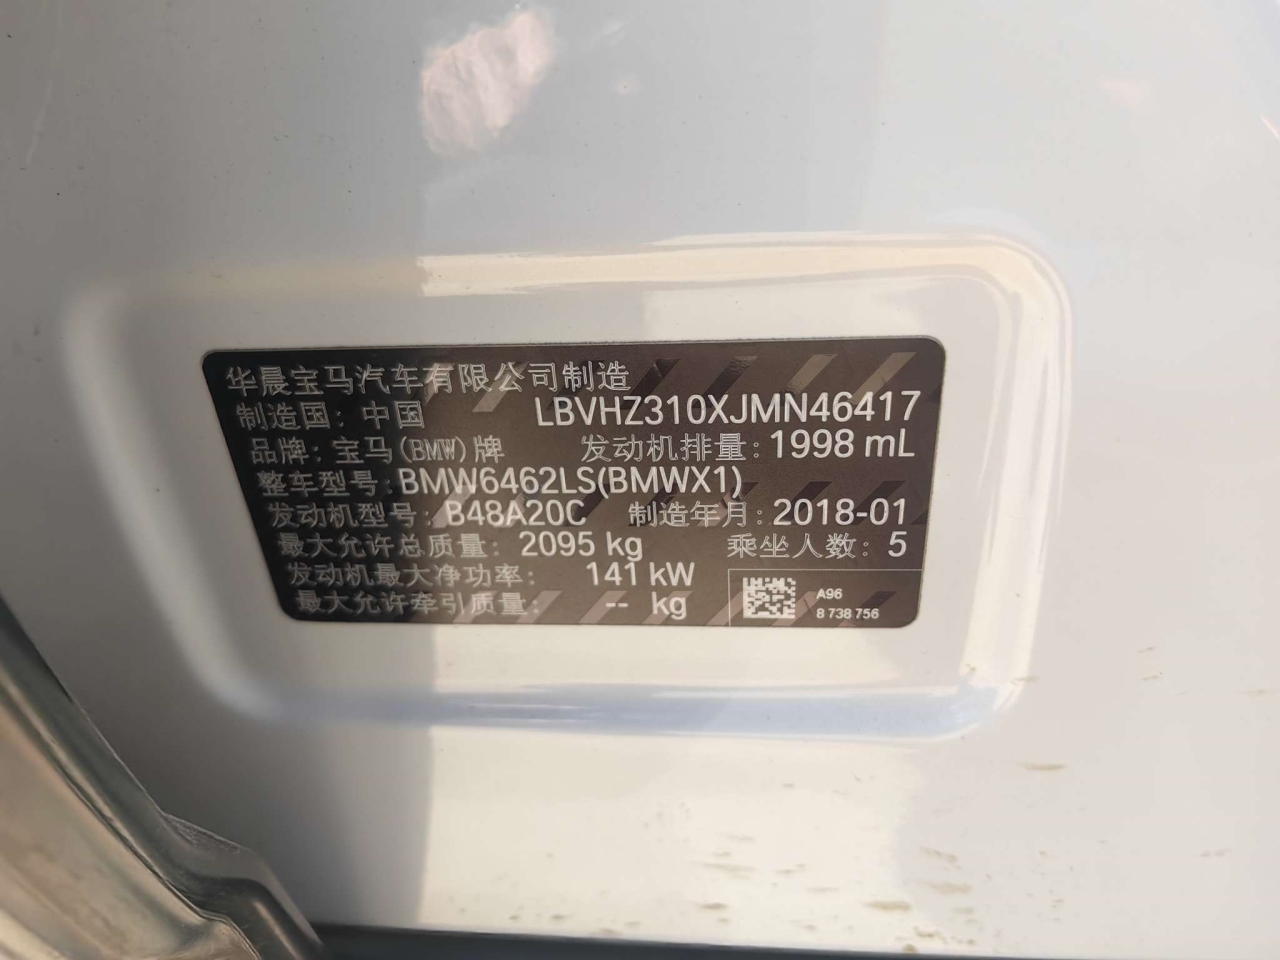 华晨宝马汽车有限公司制造
制造国：中国 LBVHZ310XJMN46417
品牌：宝马(BMW)牌 发动机排量：1998 mL
整车型号：BMW6462LS(BMWX1)
发动机型号：B48A20C 制造年月：2018-01
最大允许总质量：2095 kg 乘坐人数：5
发动机最大净功率：141 kW
最大允许牵引质量：-- kg
A96
8 738 756